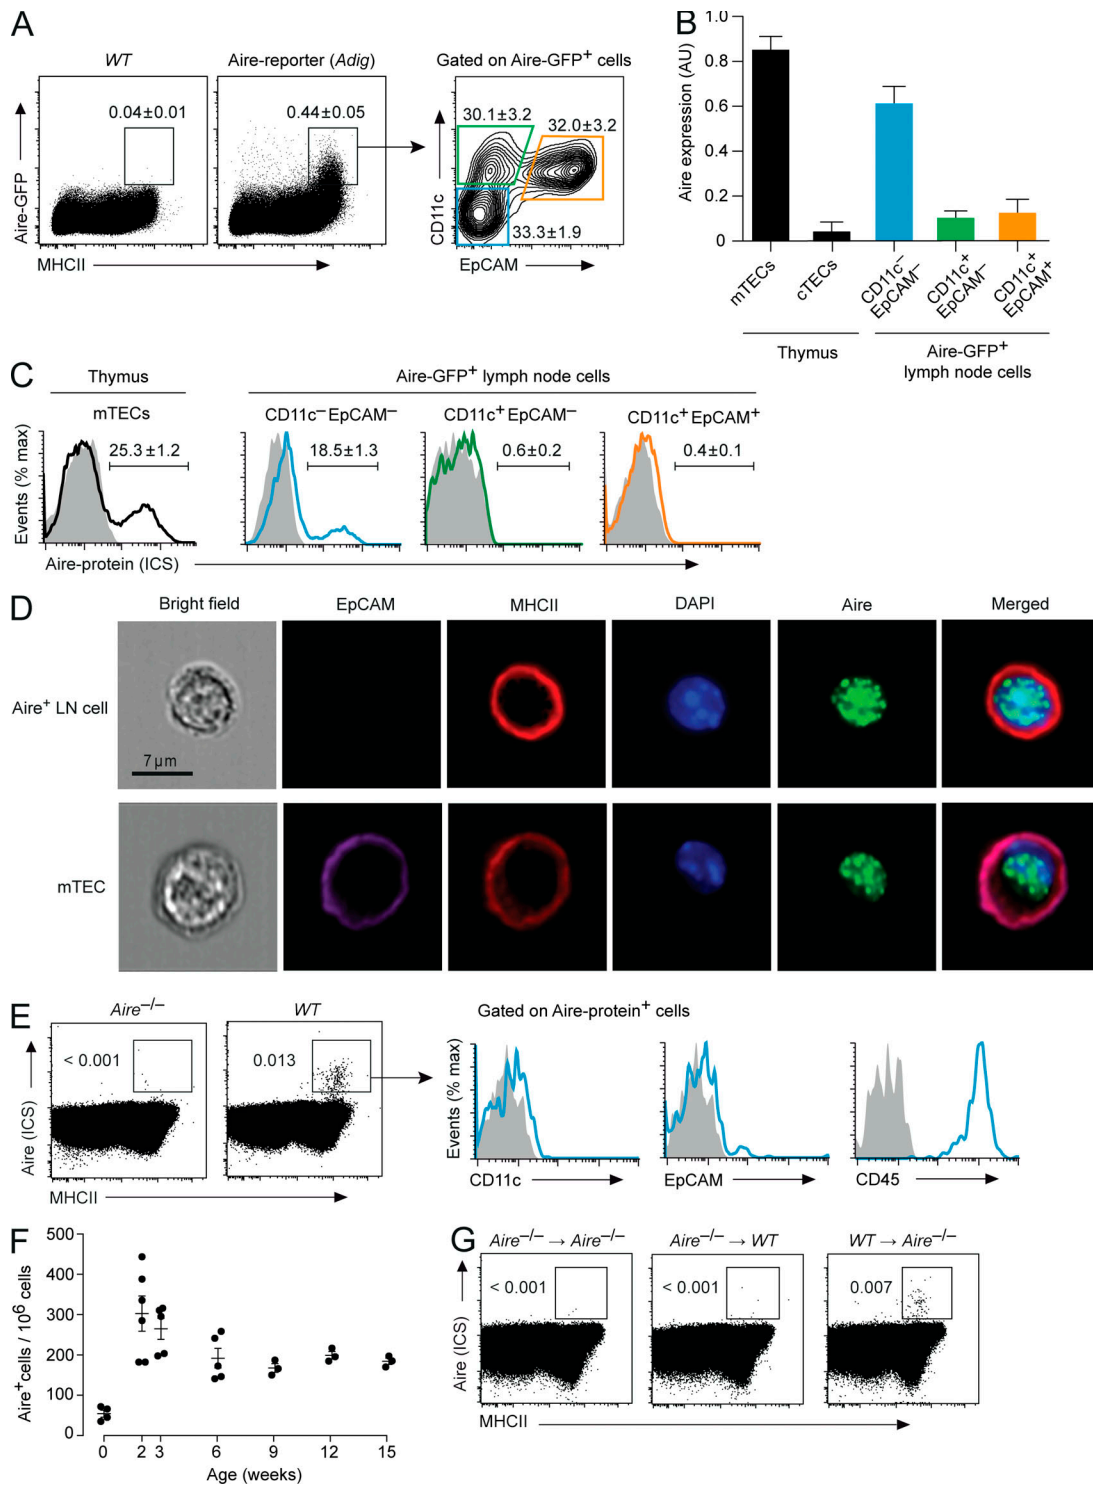 A
WT
Aire-reporter (Adig)
Gated on Aire-GFP⁺ cells
0.04±0.01
0.44±0.05
30.1±3.2
32.0±3.2
33.3±1.9
Aire-GFP
MHCII
CD11c
EpCAM
B
Aire expression (AU)
1.0
0.8
0.6
0.4
0.2
0
mTECs
cTECs
CD11c⁻
EpCAM⁻
CD11c⁺
EpCAM⁻
CD11c⁺
EpCAM⁺
Thymus
Aire-GFP⁺
lymph node cells
C
Thymus
Aire-GFP⁺ lymph node cells
mTECs
CD11c⁻EpCAM⁻
CD11c⁺EpCAM⁻
CD11c⁺EpCAM⁺
25.3±1.2
18.5±1.3
0.6±0.2
0.4±0.1
Events (% max)
Aire-protein (ICS)
D
Bright field
EpCAM
MHCII
DAPI
Aire
Merged
Aire⁺ LN cell
7 µm
mTEC
E
Aire⁻/⁻
WT
Gated on Aire-protein⁺ cells
< 0.001
0.013
Aire (ICS)
MHCII
Events (% max)
CD11c
EpCAM
CD45
F
Aire⁺cells / 10⁶ cells
500
400
300
200
100
0
0 2 3 6 9 12 15
Age (weeks)
G
Aire⁻/⁻ → Aire⁻/⁻
Aire⁻/⁻ → WT
WT → Aire⁻/⁻
< 0.001
< 0.001
0.007
Aire (ICS)
MHCII